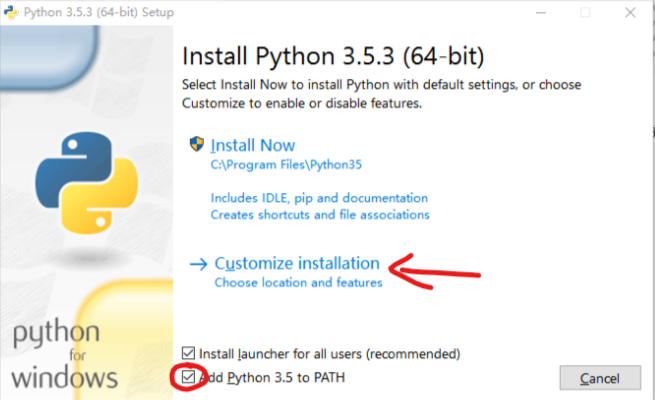 Python 3.5.3 (64-bit) Setup
Install Python 3.5.3 (64-bit)
Select Install Now to install Python with default settings, or choose
Customize to enable or disable features.
Install Now
C:\Program Files\Python35
Includes IDLE, pip and documentation
Creates shortcuts and file associations
Customize installation
Choose location and features
python
for
windows
Install launcher for all users (recommended)
Add Python 3.5 to PATH
Cancel